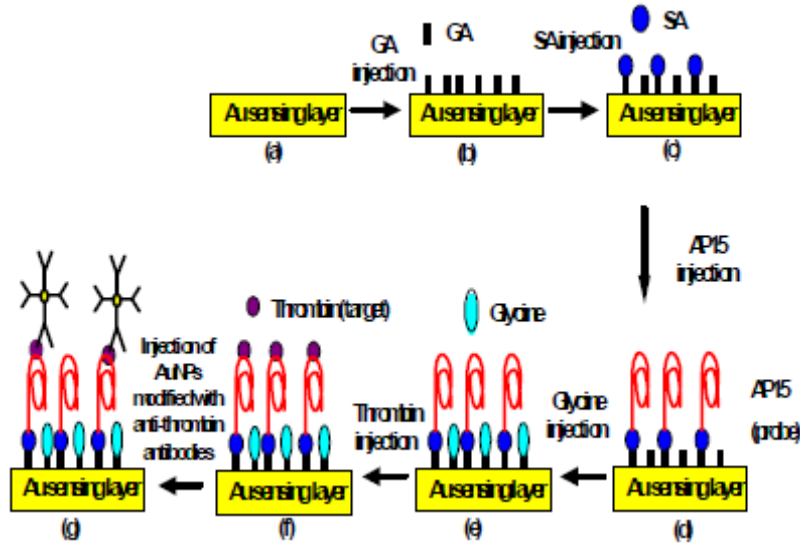 GA
injection
GA
SA injection
SA
Au sensing layer
Au sensing layer
Au sensing layer
(a)
(b)
(c)
AP15
injection
Thrombin (target)
Glycine
Injection of
AuNPs
modified with
anti-thrombin
antibodies
Thrombin
injection
Glycine
injection
AP15
(probe)
Au sensing layer
Au sensing layer
Au sensing layer
Au sensing layer
(g)
(f)
(e)
(d)